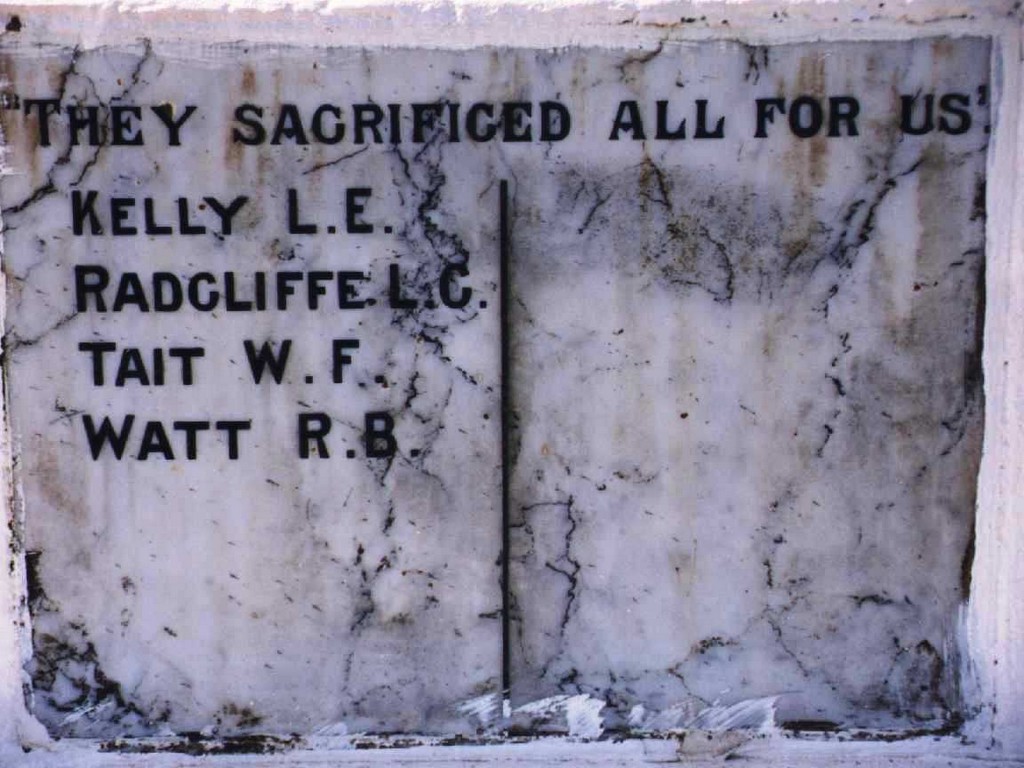 "THEY SACRIFICED ALL FOR US".
KELLY L.E.
RADCLIFFE L.C.
TAIT W.F.
WATT R.B.